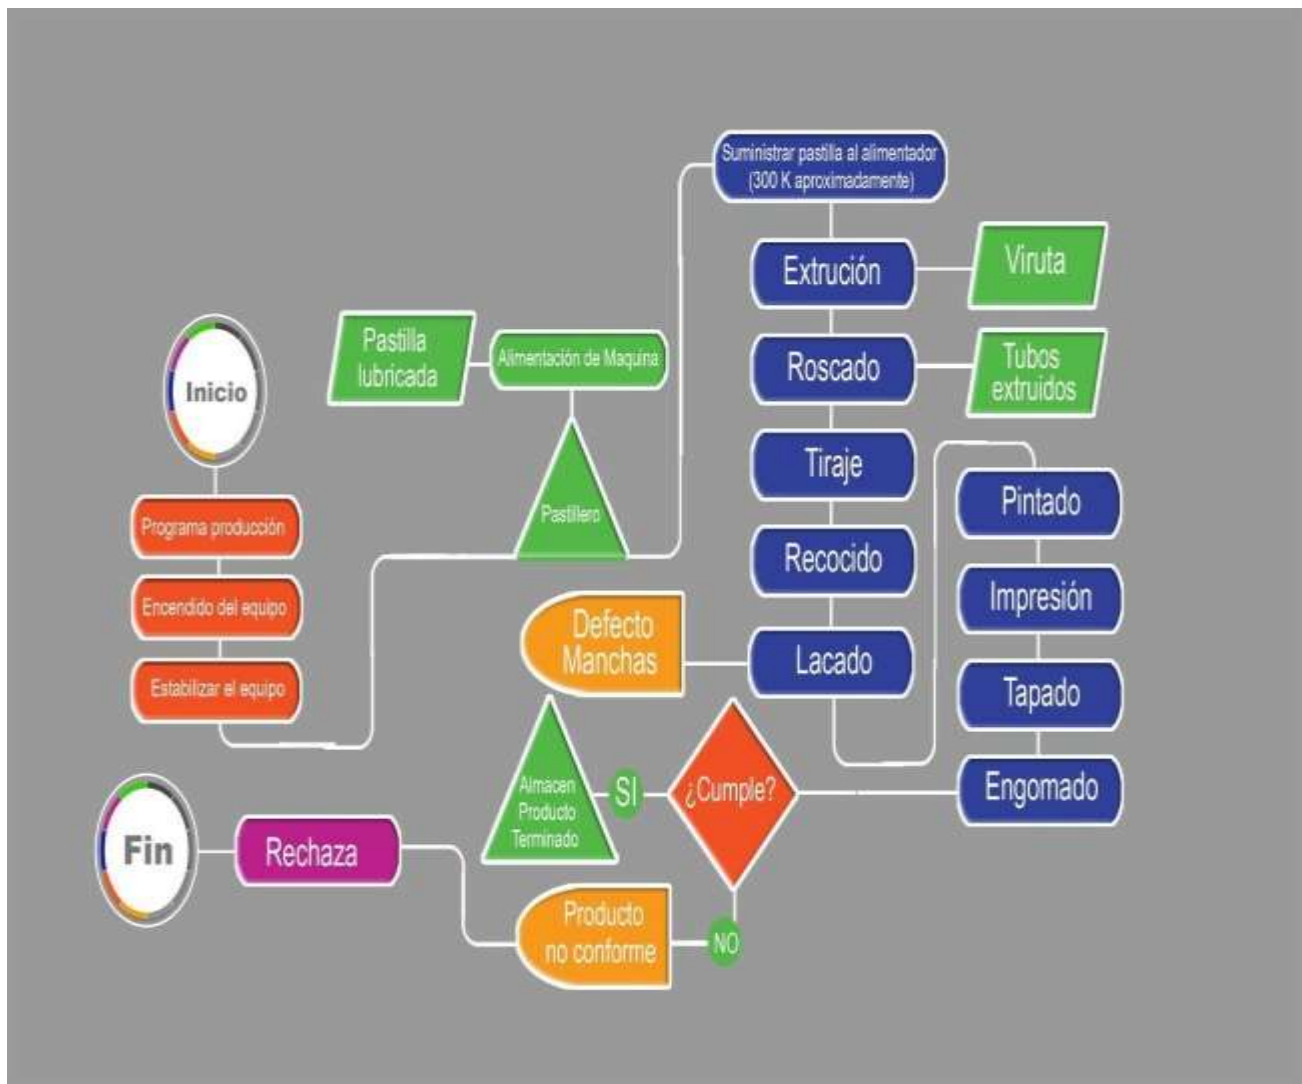 Inicio
Programa producción
Encendido del equipo
Estabilizar el equipo
Pastilla
lubricada
Alimentación de Maquina
Pastillero
Suministrar pastilla al alimentador
(300 K aproximadamente)
Extrución
Viruta
Roscado
Tubos
extruidos
Tiraje
Recocido
Lacado
Defecto
Manchas
Pintado
Impresión
Tapado
Engomado
¿Cumple?
SI
Almacen
Producto
Terminado
NO
Producto
no conforme
Rechaza
Fin